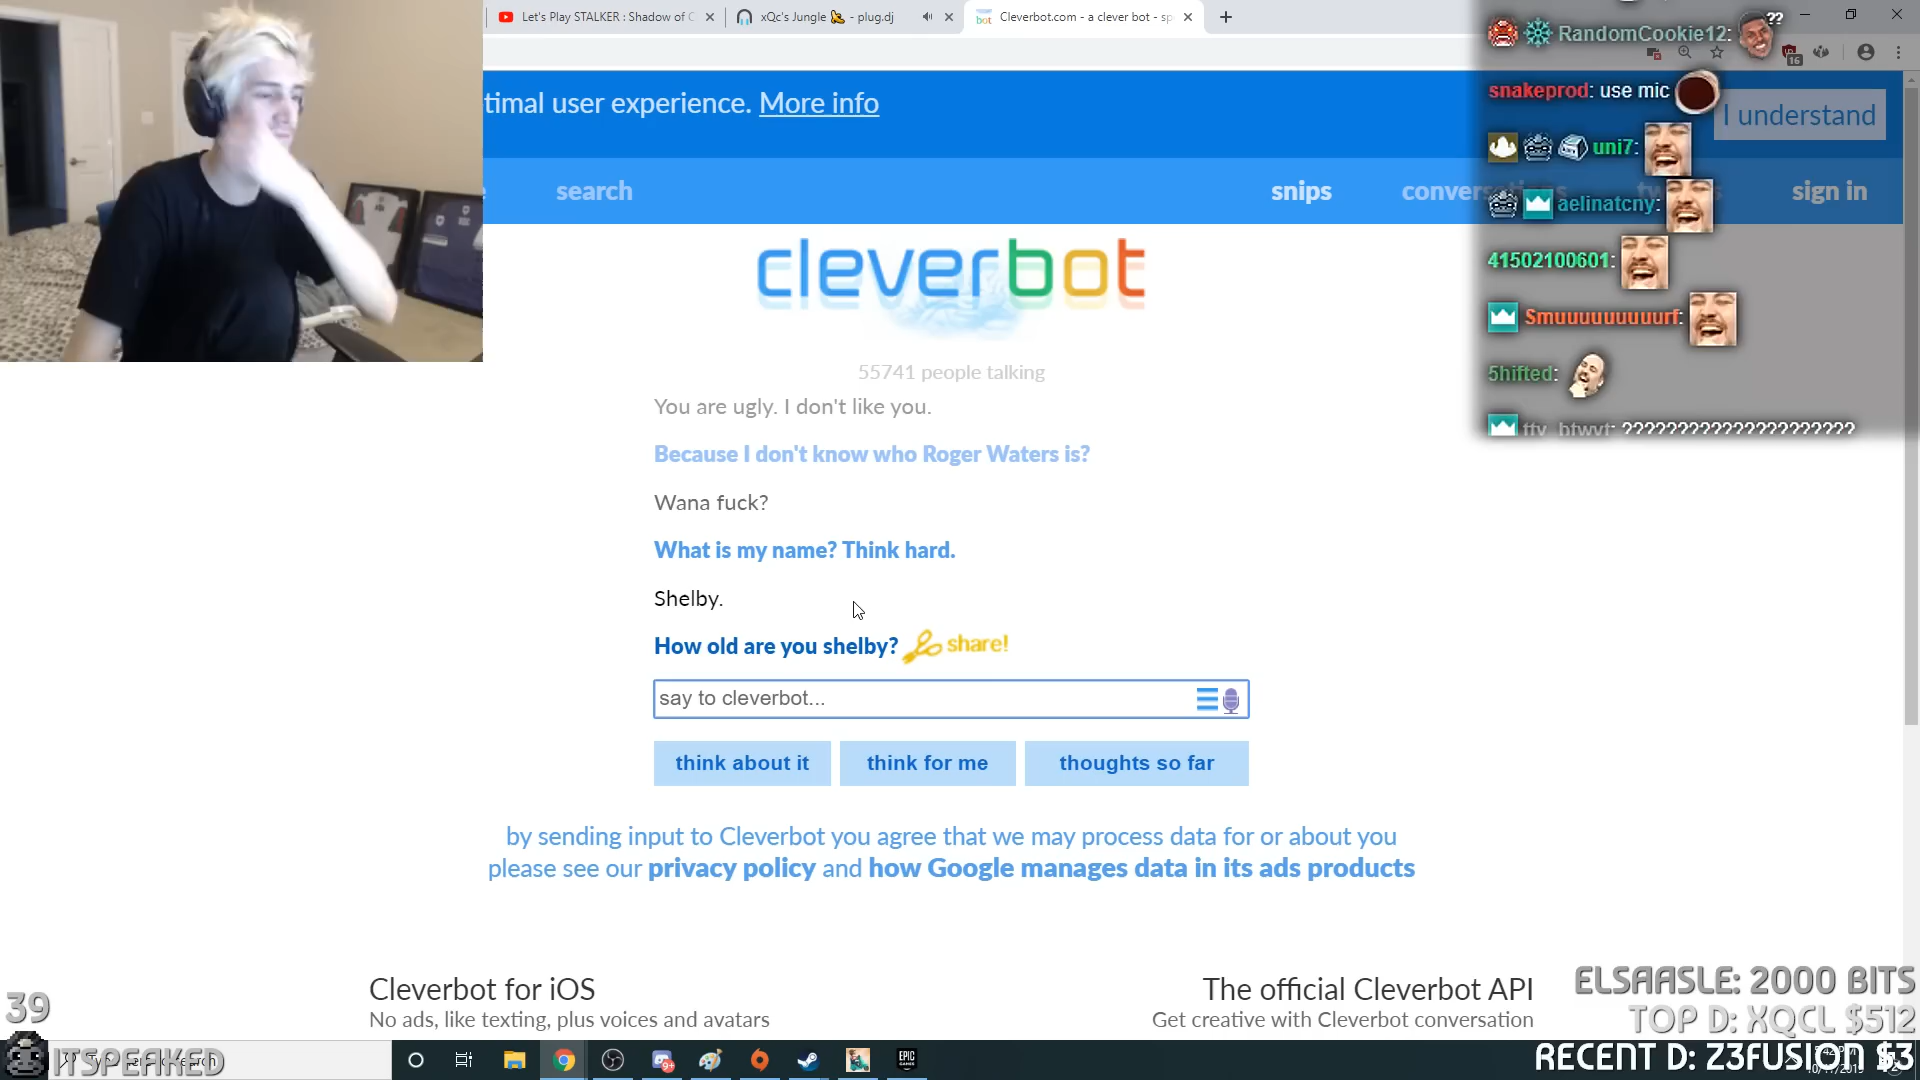 Let's Play STALKER : Shadow of C
xQc's Jungle - plug.dj
Cleverbot.com - a clever bot - sp
16
timal user experience. More info
I understand
search
snips
sign in
RandomCookie12: ??
snakeprod: use mic
uni7:
aelinatcny:
41502100601:
Smuuuuuuuuurf:
5hifted:
ttv_btwvt: ?????????????????????
cleverbot
55741 people talking
You are ugly. I don't like you.
Because I don't know who Roger Waters is?
Wana fuck?
What is my name? Think hard.
Shelby.
How old are you shelby? share!
say to cleverbot...
think about it
think for me
thoughts so far
by sending input to Cleverbot you agree that we may process data for or about you
please see our privacy policy and how Google manages data in its ads products
Cleverbot for iOS
No ads, like texting, plus voices and avatars
The official Cleverbot API
Get creative with Cleverbot conversation
ELSAASLE: 2000 BITS
TOP D: XQCL $512
RECENT D: Z3FUSION $3
39
ITSPEAKED
EPIC
GAMES